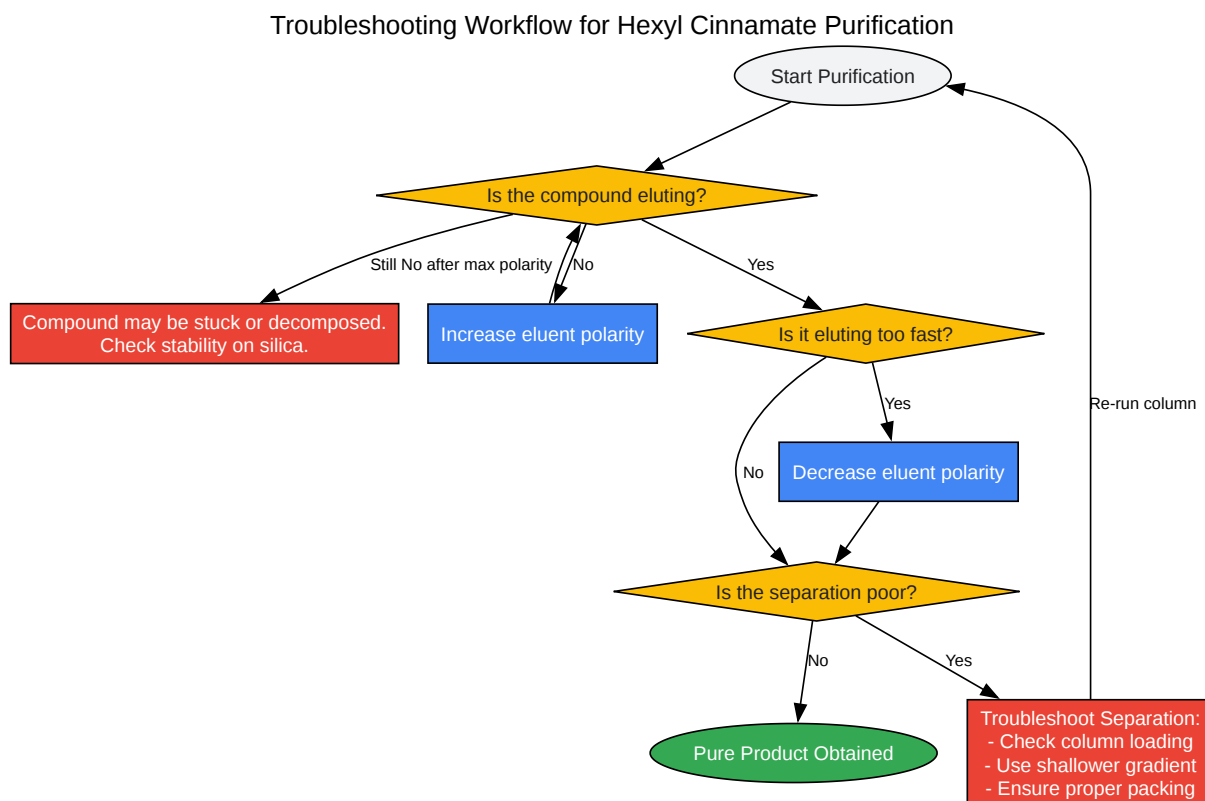 Troubleshooting Workflow for Hexyl Cinnamate Purification
Start Purification
Is the compound eluting?
Still No after max polarity
No
Yes
Compound may be stuck or decomposed.
Check stability on silica.
Increase eluent polarity
Is it eluting too fast?
Yes
Re-run column
No
Decrease eluent polarity
Is the separation poor?
No
Yes
Pure Product Obtained
Troubleshoot Separation:
- Check column loading
- Use shallower gradient
- Ensure proper packing